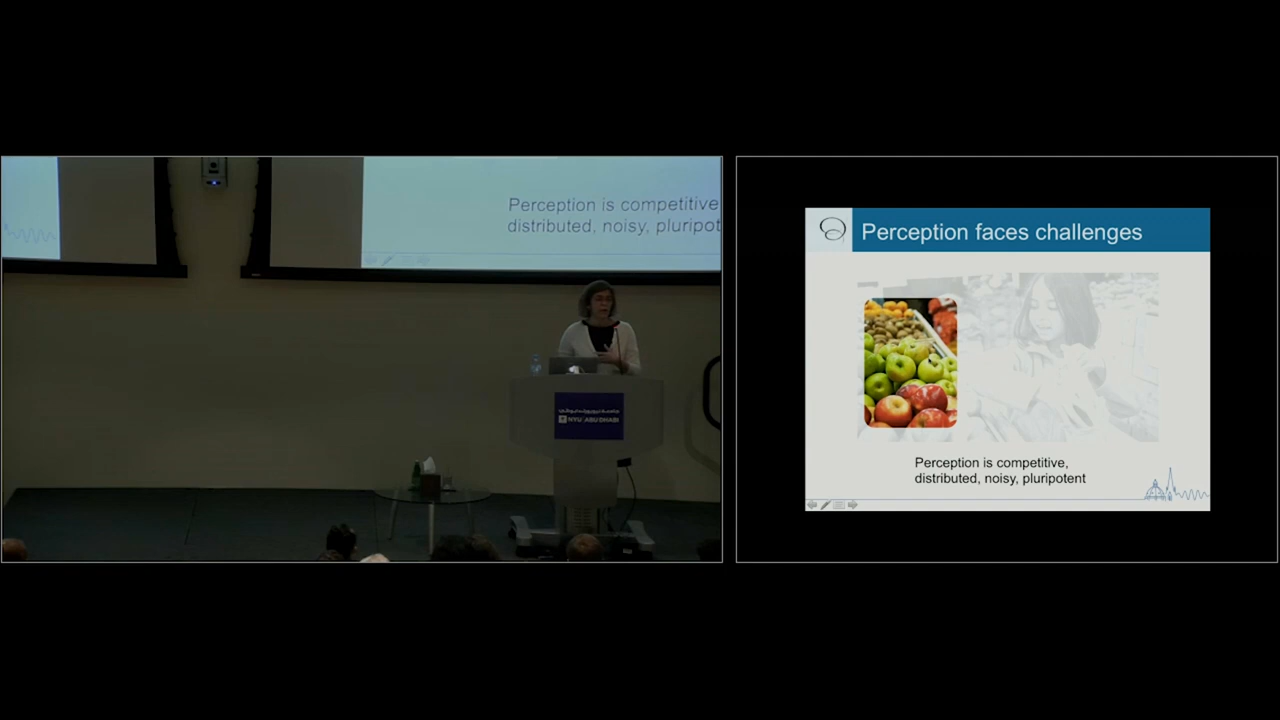 Perception is competitive
distributed, noisy, pluripot
NYU ABU DHABI
Perception faces challenges
Perception is competitive,
distributed, noisy, pluripotent